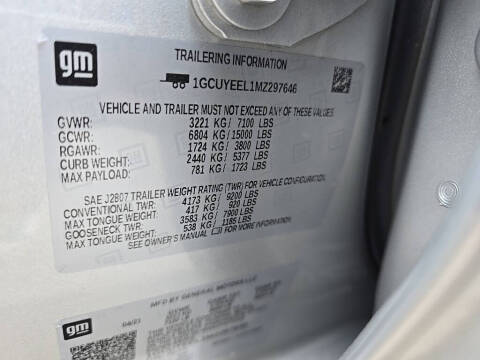 gm
TRAILERING INFORMATION
1GCUYEEL1MZ297646
VEHICLE AND TRAILER MUST NOT EXCEED ANY OF THESE VALUES
GVWR: 3221 KG/ 7100 LBS
GCWR: 6804 KG/ 15000 LBS
RGAWR: 1724 KG/ 3800 LBS
CURB WEIGHT: 2440 KG/ 5377 LBS
MAX PAYLOAD: 781 KG/ 1723 LBS
SAE J2807 TRAILER WEIGHT RATING (TWR) FOR VEHICLE CONFIGURATION.
CONVENTIONAL TWR: 4173 KG/ 9200 LBS
MAX TONGUE WEIGHT: 417 KG/ 920 LBS
GOOSENECK TWR: 3583 KG/ 7900 LBS
MAX TONGUE WEIGHT: 538 KG/ 1185 LBS
SEE OWNER'S MANUAL
gm
MFD BY GENERAL MOTORS LLC
04/21